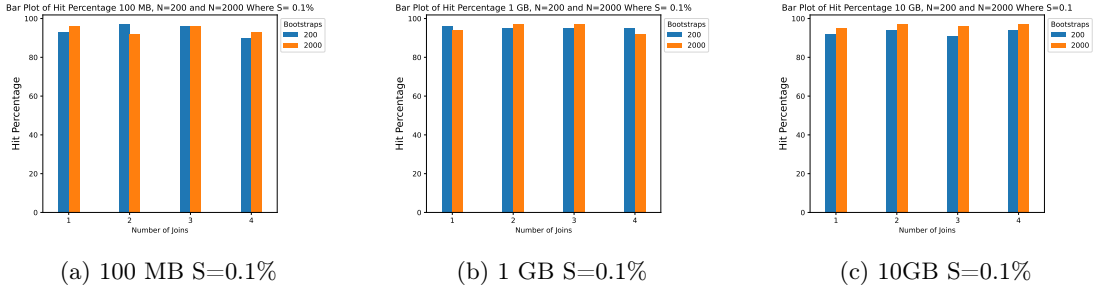 Bar Plot of Hit Percentage 100 MB, N=200 and N=2000 Where S= 0.1%
Bootstraps
200
2000
100
80
60
40
20
0
Hit Percentage
1 2 3 4
Number of Joins
(a) 100 MB S=0.1%
Bar Plot of Hit Percentage 1 GB, N=200 and N=2000 Where S= 0.1%
Bootstraps
200
2000
100
80
60
40
20
0
Hit Percentage
1 2 3 4
Number of Joins
(b) 1 GB S=0.1%
Bar Plot of Hit Percentage 10 GB, N=200 and N=2000 Where S=0.1
Bootstraps
200
2000
100
80
60
40
20
0
Hit Percentage
1 2 3 4
Number of Joins
(c) 10GB S=0.1%